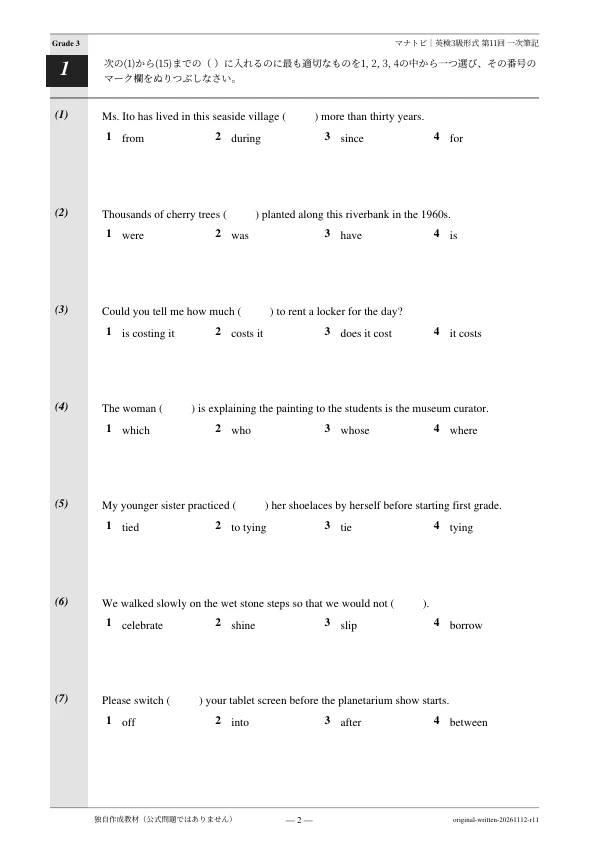 Grade 3
マナトビ｜英検3級形式 第11回 一次筆記
1
次の(1)から(15)までの（ ）に入れるのに最も適切なものを1, 2, 3, 4の中から一つ選び、その番号の
マーク欄をぬりつぶしなさい。
(1) Ms. Ito has lived in this seaside village ( ) more than thirty years.
1 from 2 during 3 since 4 for
(2) Thousands of cherry trees ( ) planted along this riverbank in the 1960s.
1 were 2 was 3 have 4 is
(3) Could you tell me how much ( ) to rent a locker for the day?
1 is costing it 2 costs it 3 does it cost 4 it costs
(4) The woman ( ) is explaining the painting to the students is the museum curator.
1 which 2 who 3 whose 4 where
(5) My younger sister practiced ( ) her shoelaces by herself before starting first grade.
1 tied 2 to tying 3 tie 4 tying
(6) We walked slowly on the wet stone steps so that we would not ( ).
1 celebrate 2 shine 3 slip 4 borrow
(7) Please switch ( ) your tablet screen before the planetarium show starts.
1 off 2 into 3 after 4 between
独自作成教材（公式問題ではありません）
— 2 —
original-written-20261112-r11